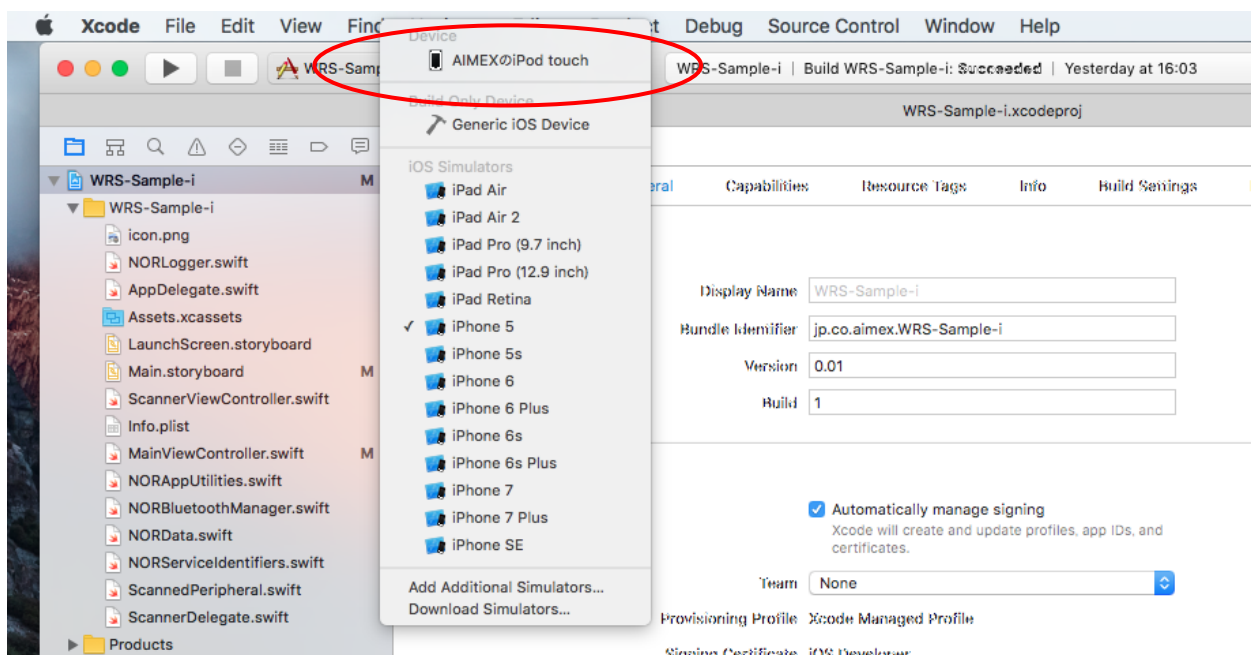 Xcode File Edit View Find Debug Source Control Window Help
WRS-Sample-i | Build WRS-Sample-i: Succeeded | Yesterday at 16:03
WRS-Sample-i.xcodeproj
Device
AIMEXのiPod touch
Build Only Device
Generic iOS Device
iOS Simulators
iPad Air
iPad Air 2
iPad Pro (9.7 inch)
iPad Pro (12.9 inch)
iPad Retina
✓ iPhone 5
iPhone 5s
iPhone 6
iPhone 6 Plus
iPhone 6s
iPhone 6s Plus
iPhone 7
iPhone 7 Plus
iPhone SE
Add Additional Simulators...
Download Simulators...
WRS-Sample-i M
WRS-Sample-i
icon.png
NORLogger.swift
AppDelegate.swift
Assets.xcassets
LaunchScreen.storyboard
Main.storyboard M
ScannerViewController.swift
Info.plist
MainViewController.swift M
NORAppUtilities.swift
NORBluetoothManager.swift
NORData.swift
NORServiceIdentifiers.swift
ScannedPeripheral.swift
ScannerDelegate.swift
Products
Capabilities Resource Tags Info Build Settings
Display Name WRS-Sample-i
Bundle Identifier jp.co.aimex.WRS-Sample-i
Version 0.01
Build 1
Automatically manage signing
Xcode will create and update profiles, app IDs, and
certificates.
Team None
Provisioning Profile Xcode Managed Profile
Signing Certificate iOS Developer